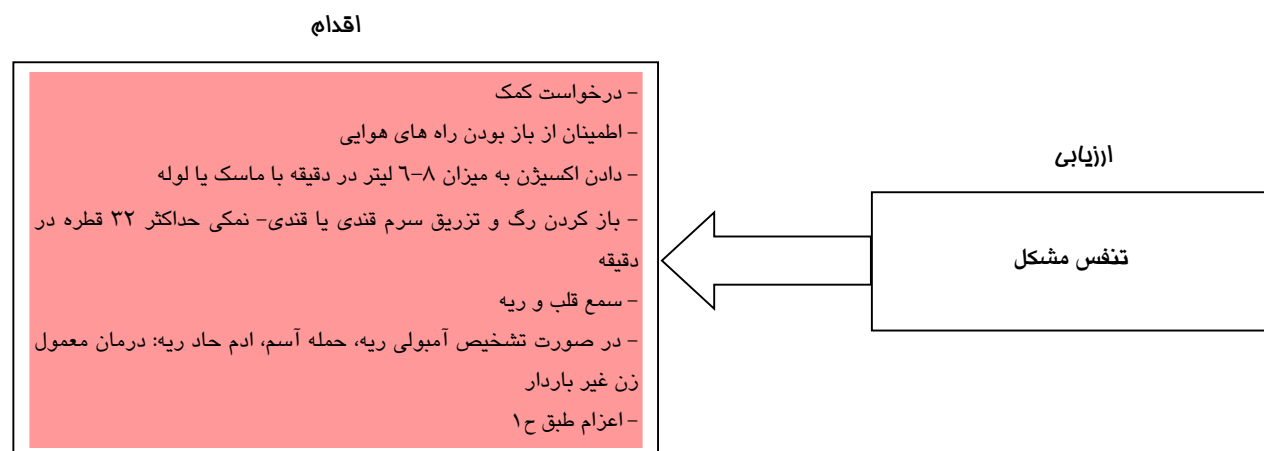 اقدام
ارزیابی
تنفس مشکل
– درخواست کمک
– اطمینان از باز بودن راه های هوایی
– دادن اکسیژن به میزان ۸–۶ لیتر در دقیقه با ماسک یا لوله
– باز کردن رگ و تزریق سرم قندی یا قندی– نمکی حداکثر ۳۲ قطره در
دقیقه
– سمع قلب و ریه
– در صورت تشخیص آمبولی ریه، حمله آسم، ادم حاد ریه: درمان معمول
زن غیر باردار
– اعزام طبق ح۱